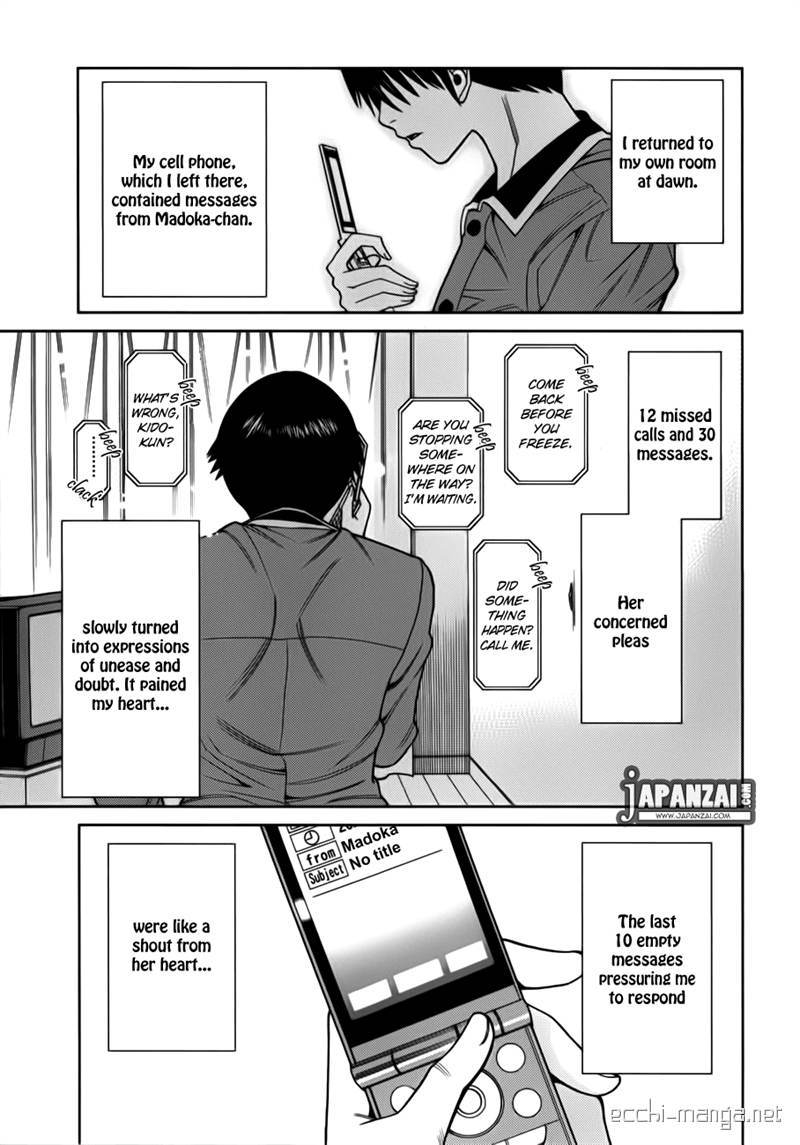 I returned to
my own room
at dawn.
My cell phone,
which I left there,
contained messages
from Madoka-chan.
12 missed
calls and 30
messages.
Her
concerned
pleas
beep
COME
BACK
BEFORE
YOU
FREEZE.
beep
DID
SOME-
THING
HAPPEN?
CALL ME.
beep
ARE YOU
STOPPING
SOME-
WHERE ON
THE WAY?
I'M WAITING.
beep
WHAT'S
WRONG,
KIDO-
KUN?
beep
.........
clack
slowly turned
into expressions
of unease and
doubt. It pained
my heart...
JAPANZAI.COM
WWW.JAPANZAI.COM
from Madoka
Subject No title
The last
10 empty
messages
pressuring me
to respond
were like a
shout from
her heart...
ecchi-manga.net